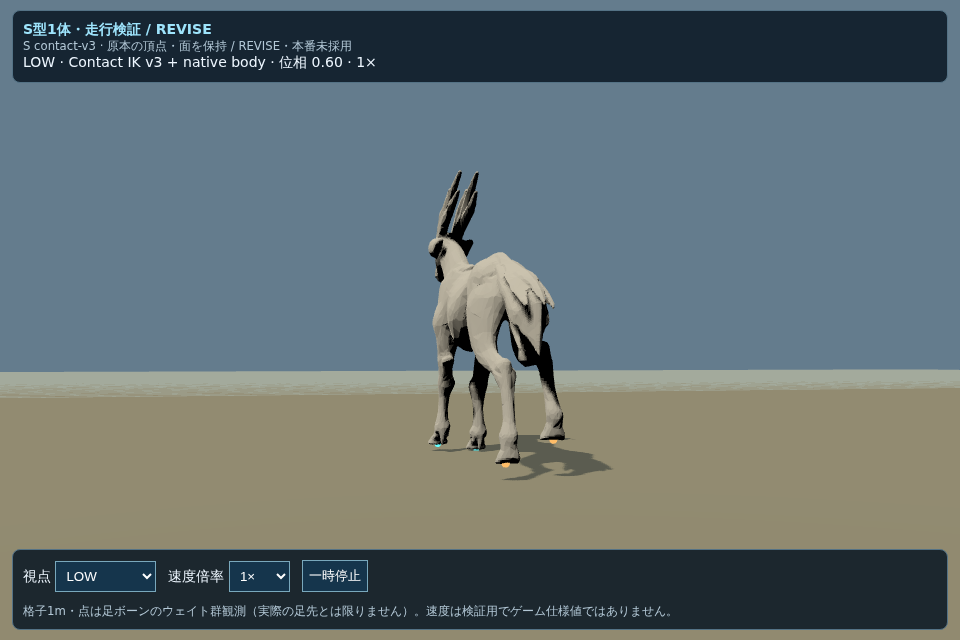 S型1体・走行検証 / REVISE
S contact-v3 · 原本の頂点・面を保持 / REVISE・本番未採用
LOW · Contact IK v3 + native body · 位相 0.60 · 1×
視点 LOW 速度倍率 1× 一時停止
格子1m・点は足ボーンのウェイト群観測（実際の足先とは限りません）。速度は検証用でゲーム仕様値ではありません。